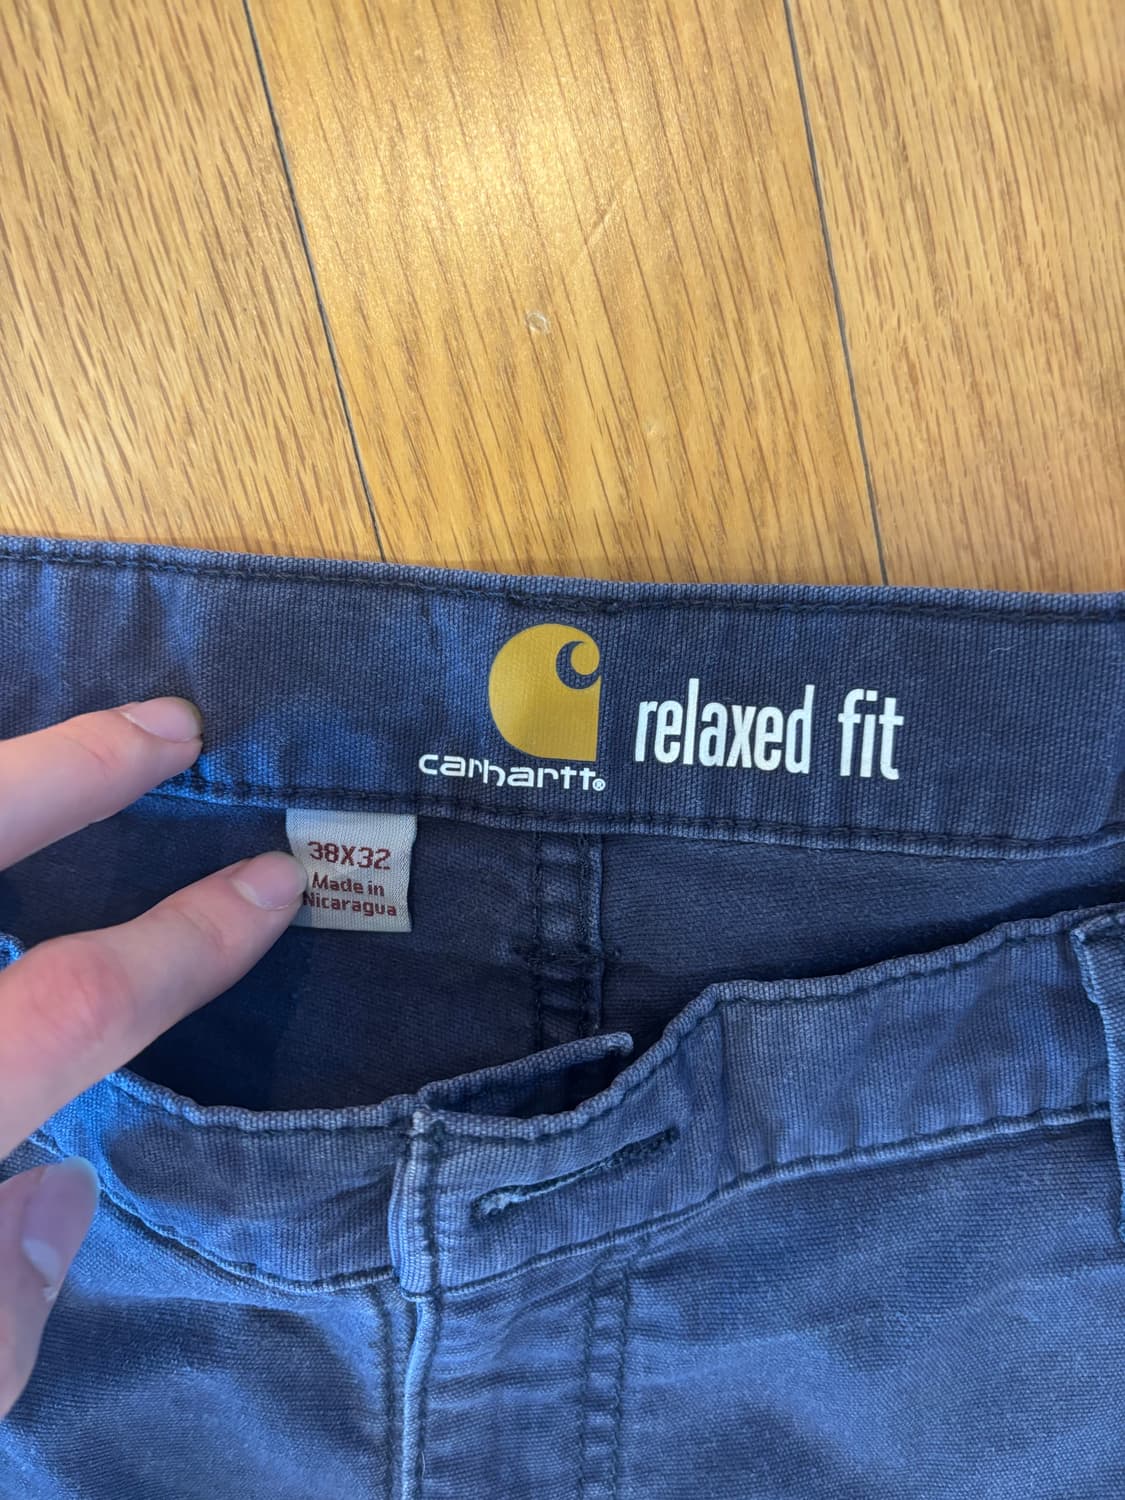 carhartt®
relaxed fit
38X32
Made in
Nicaragua